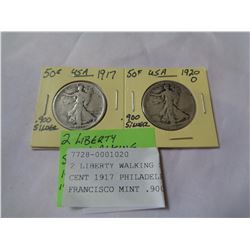 50¢ USA 1917
.900
SILVER
50¢ USA 1920
D
.900
SILVER
2 LIBERTY
7728-0001020
2 LIBERTY WALKING
CENT 1917 PHILADEL
FRANCISCO MINT .900